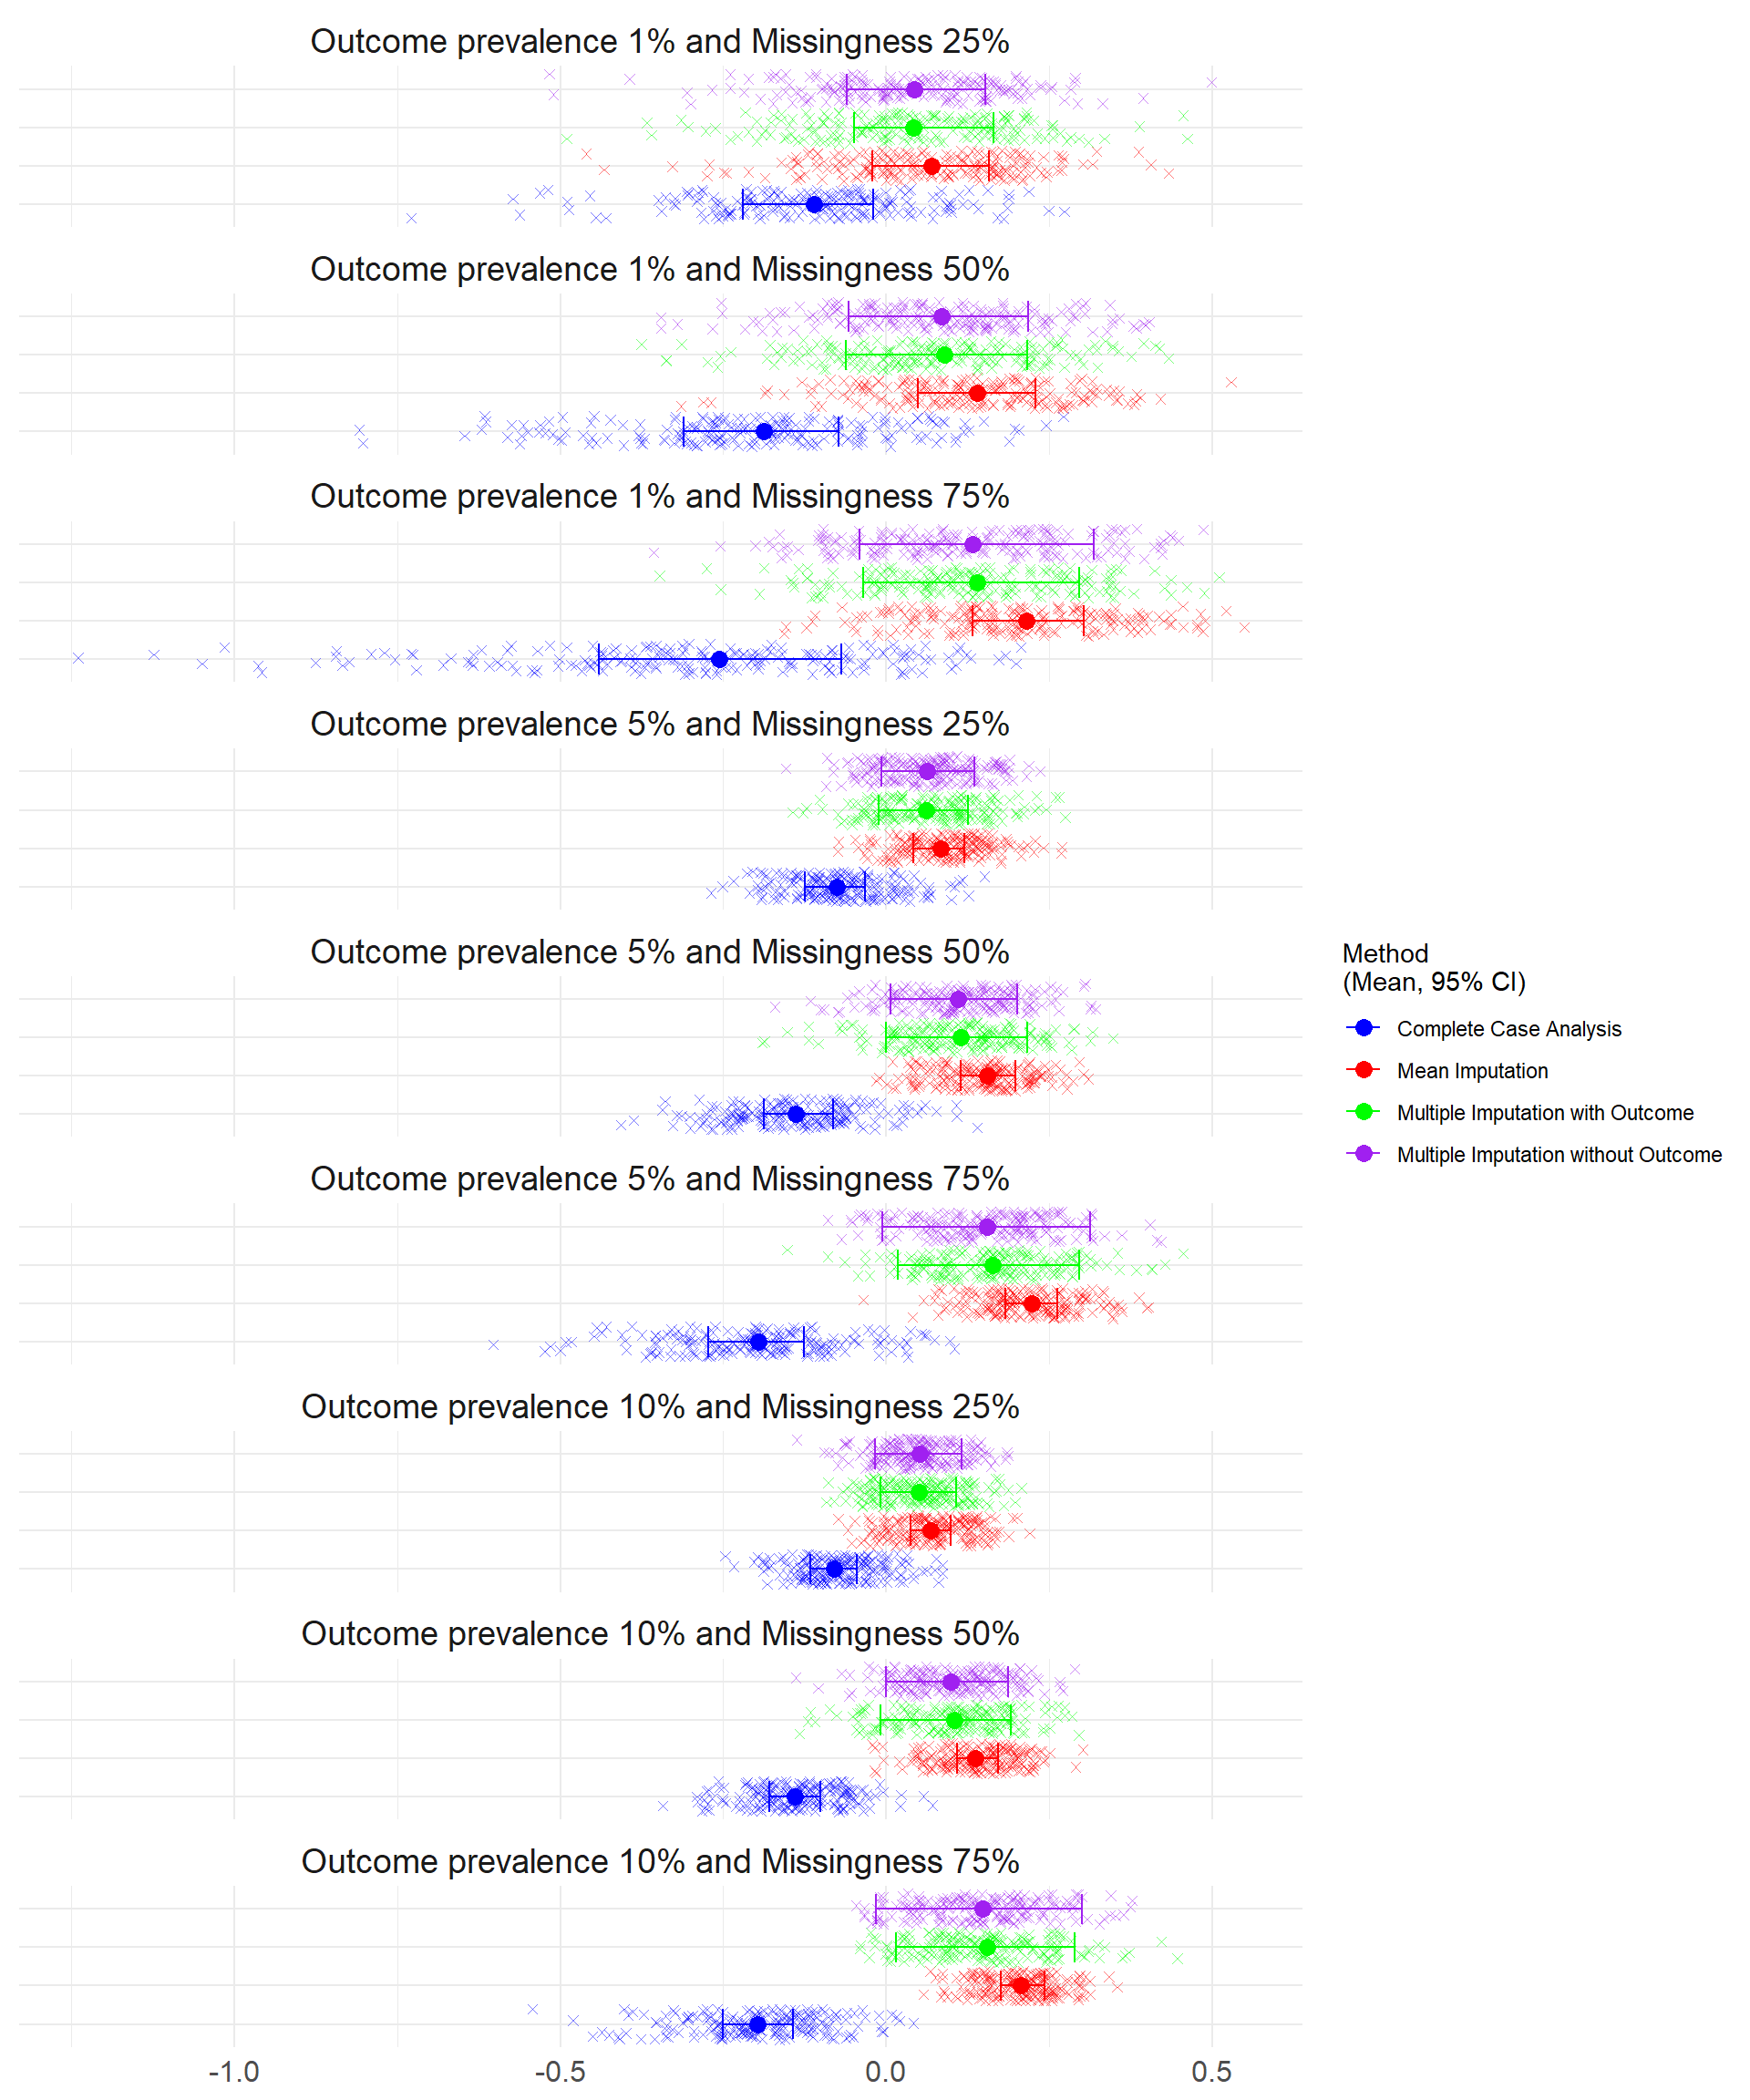 Outcome prevalence 1% and Missingness 25%
Outcome prevalence 1% and Missingness 50%
Outcome prevalence 1% and Missingness 75%
Outcome prevalence 5% and Missingness 25%
Outcome prevalence 5% and Missingness 50%
Outcome prevalence 5% and Missingness 75%
Outcome prevalence 10% and Missingness 25%
Outcome prevalence 10% and Missingness 50%
Outcome prevalence 10% and Missingness 75%
-1.0
-0.5
0.0
0.5
Method
(Mean, 95% CI)
Complete Case Analysis
Mean Imputation
Multiple Imputation with Outcome
Multiple Imputation without Outcome